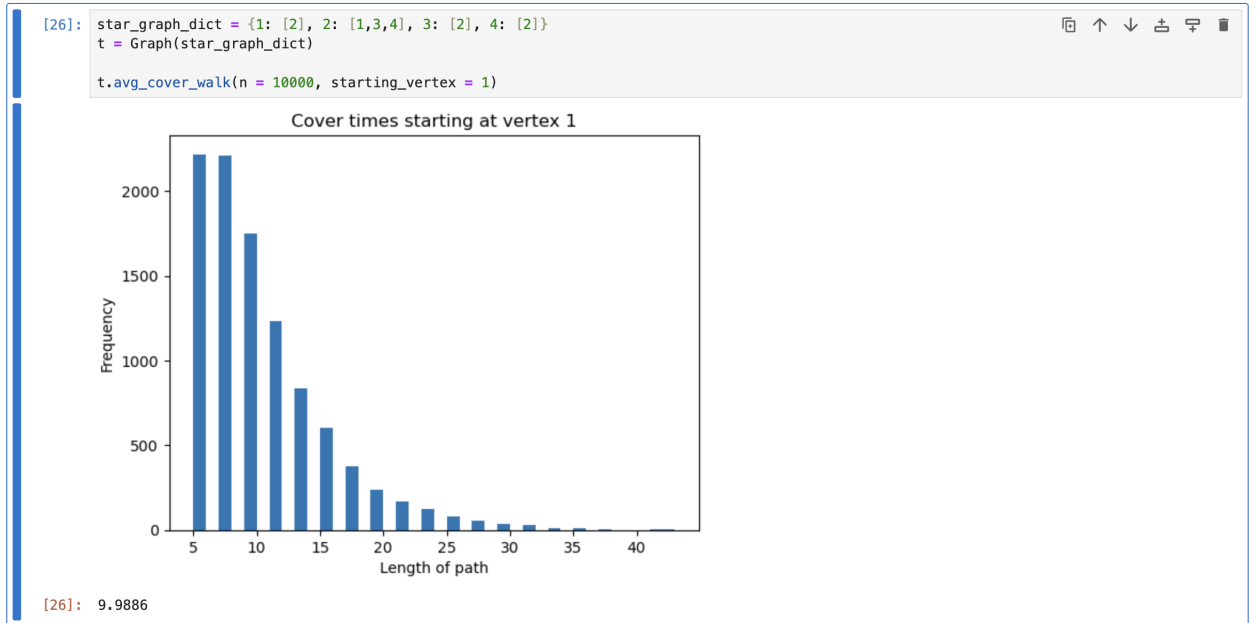 [26]: star_graph_dict = {1: [2], 2: [1,3,4], 3: [2], 4: [2]}
t = Graph(star_graph_dict)
t.avg_cover_walk(n = 10000, starting_vertex = 1)
Cover times starting at vertex 1
Frequency
2000
1500
1000
500
0
5 10 15 20 25 30 35 40
Length of path
[26]: 9.9886